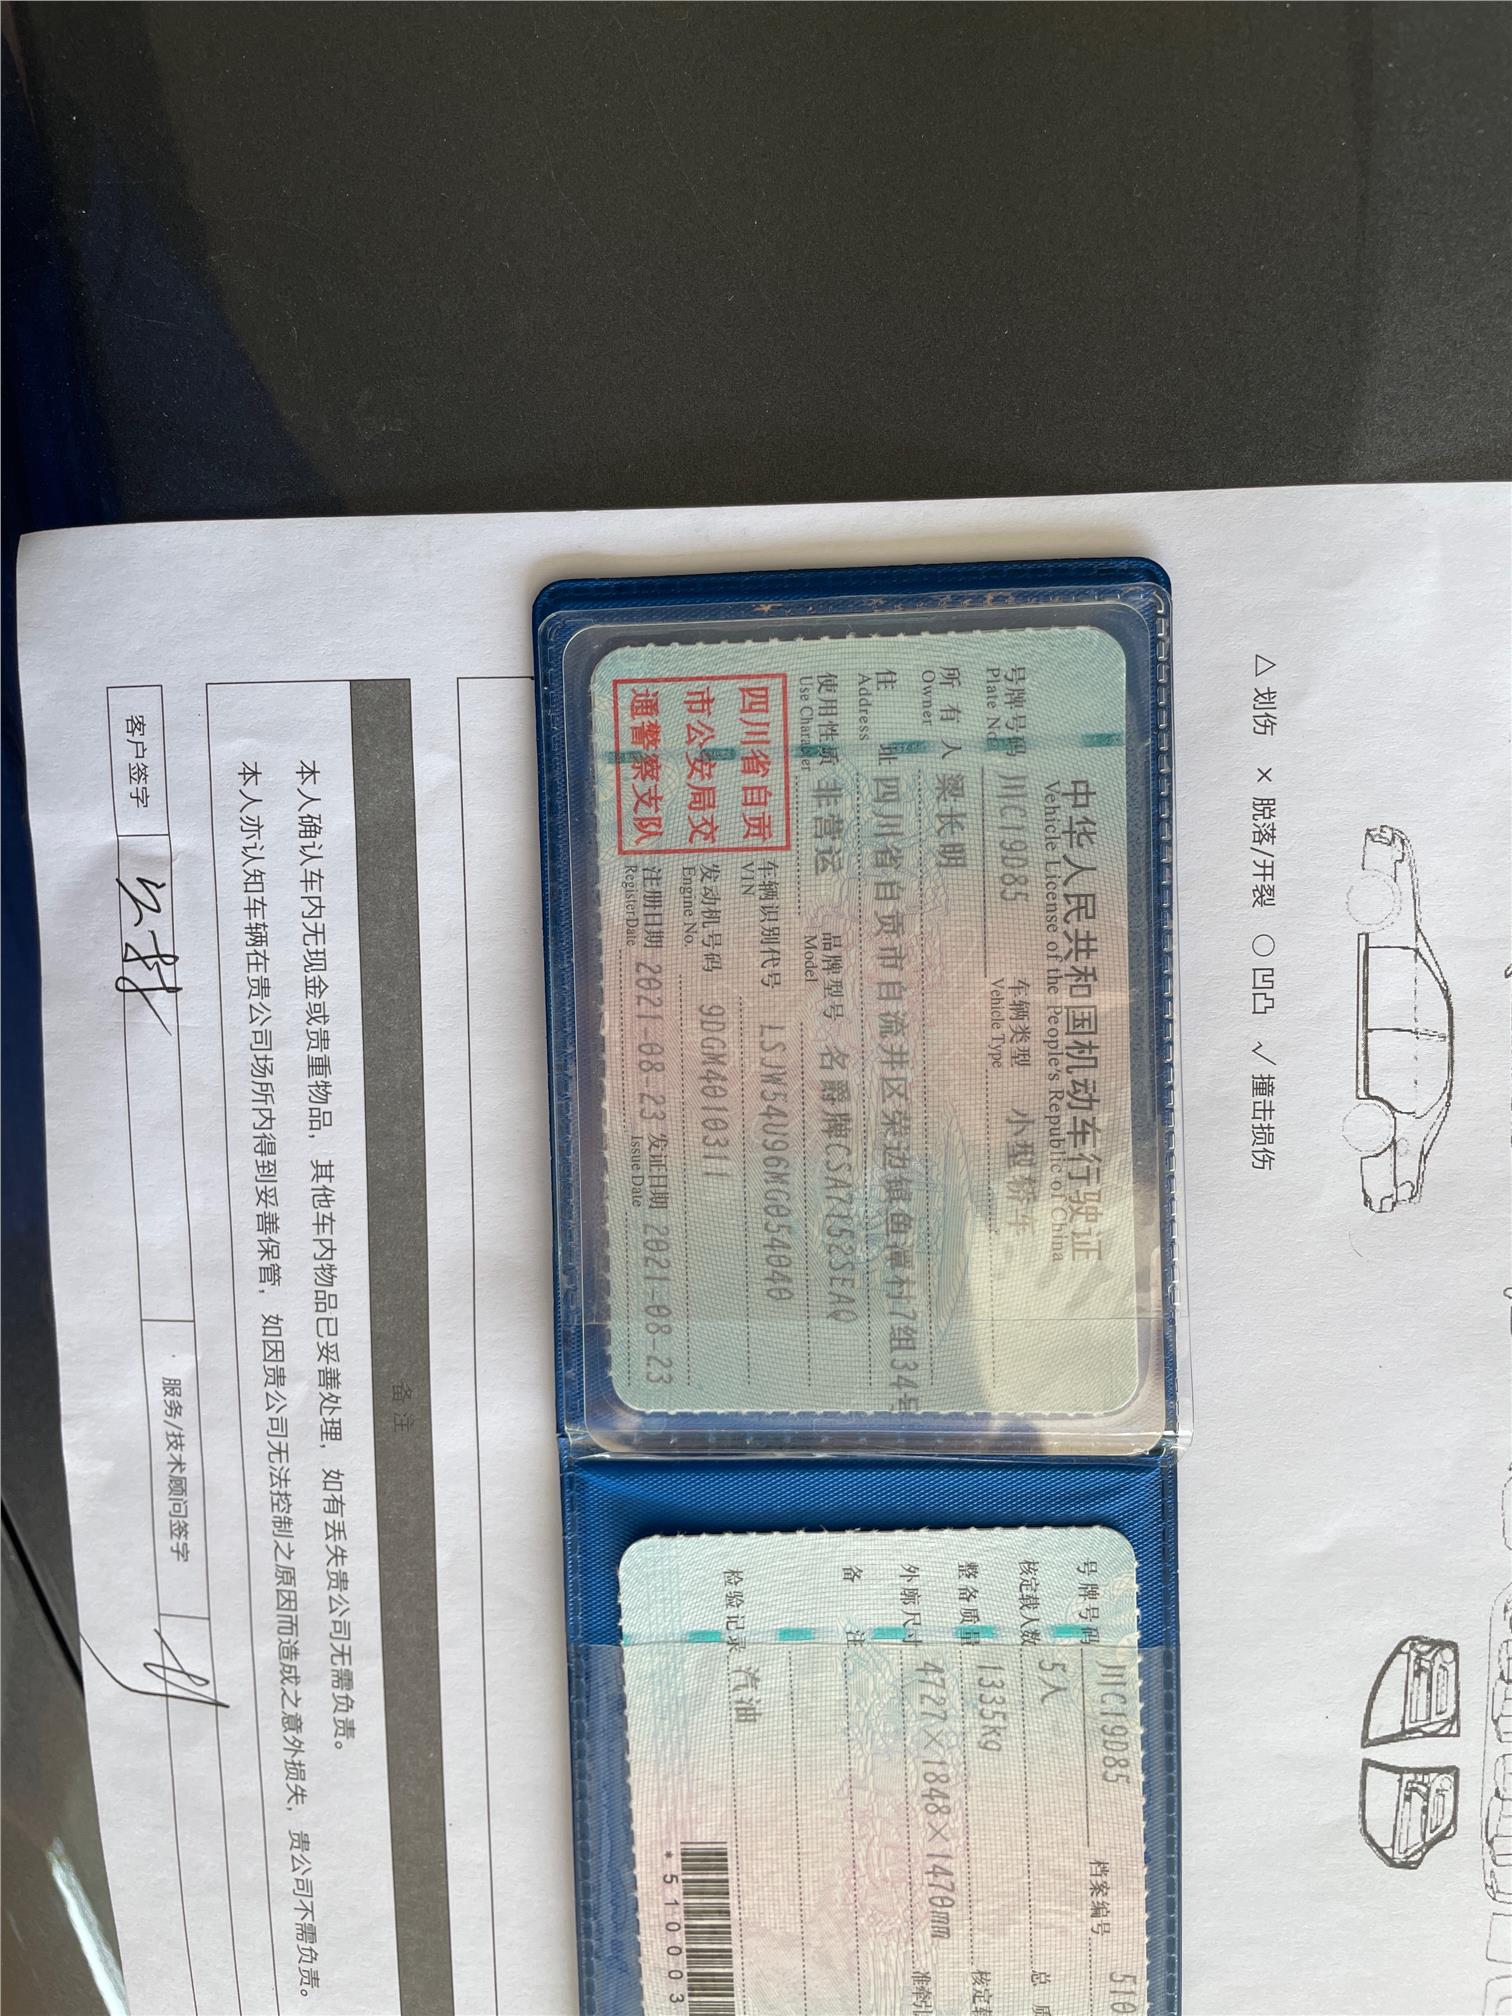 △ 划伤 × 脱落/开裂 ○ 凹凸 √ 撞击损伤
中华人民共和国机动车行驶证
Vehicle License of the People's Republic of China
号牌号码 川C19D85 车辆类型 小型轿车
Plate No. Vehicle Type
所有人 梁长明
Owner
住址 四川省自贡市自流井区荣边镇鱼潭村7组34号
Address
使用性质 非营运 品牌型号 名爵牌CSA7152SEAQ
Use Character Model
四川省自贡
市公安局交
通警察支队
车辆识别代号 LSJW54U96MG054040
VIN
发动机号码 9DGM4010311
Engine No.
注册日期 2021-08-23 发证日期 2021-08-23
Register Date Issue Date
号牌号码 川C19D85 档案编号 510
核定载人数 5人 总质
整备质量 1335kg 核定载
外廓尺寸 4727×1848×1470mm 准牵引
备注
检验记录 汽油
*510003
备注
本人确认车内无现金或贵重物品，其他车内物品已妥善处理，如有丢失贵公司无需负责。
本人亦认知车辆在贵公司场所内得到妥善保管，如因贵公司无法控制之原因而造成之意外损失，贵公司不需负责。
客户签字 服务/技术顾问签字